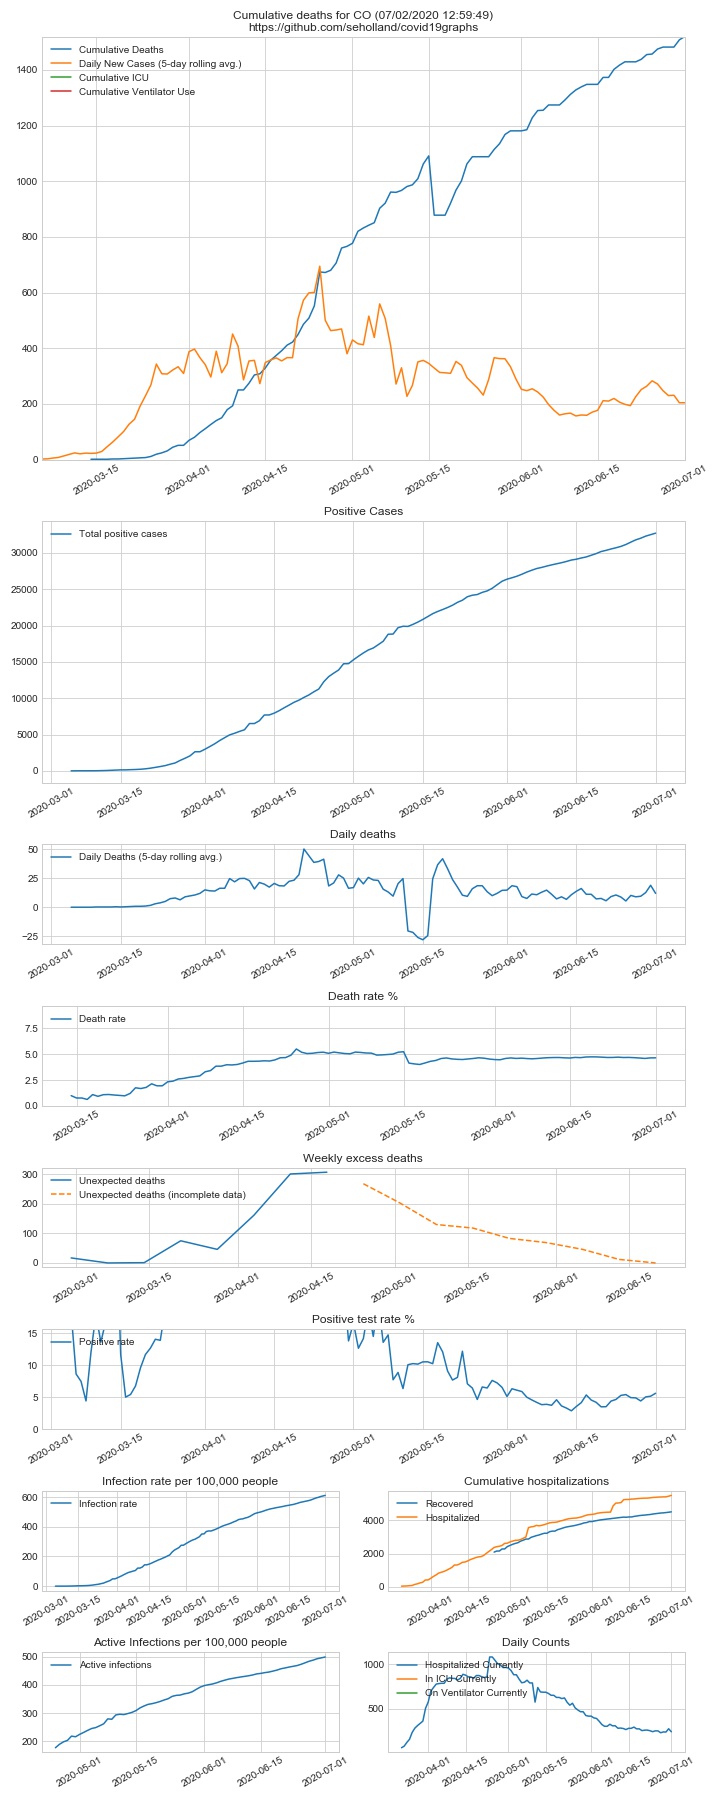 Cumulative deaths for CO (07/02/2020 12:59:49)
https://github.com/seholland/covid19graphs
Cumulative Deaths
Daily New Cases (5-day rolling avg.)
Cumulative ICU
Cumulative Ventilator Use
1400
1200
1000
800
600
400
200
0
2020-03-15 2020-04-01 2020-04-15 2020-05-01 2020-05-15 2020-06-01 2020-06-15 2020-07-01
Positive Cases
Total positive cases
30000
25000
20000
15000
10000
5000
0
2020-03-01 2020-03-15 2020-04-01 2020-04-15 2020-05-01 2020-05-15 2020-06-01 2020-06-15 2020-07-01
Daily deaths
Daily Deaths (5-day rolling avg.)
50
25
0
−25
2020-03-01 2020-03-15 2020-04-01 2020-04-15 2020-05-01 2020-05-15 2020-06-01 2020-06-15 2020-07-01
Death rate %
Death rate
7.5
5.0
2.5
0.0
2020-03-15 2020-04-01 2020-04-15 2020-05-01 2020-05-15 2020-06-01 2020-06-15 2020-07-01
Weekly excess deaths
Unexpected deaths
Unexpected deaths (incomplete data)
300
200
100
0
2020-03-01 2020-03-15 2020-04-01 2020-04-15 2020-05-01 2020-05-15 2020-06-01 2020-06-15
Positive test rate %
Positive rate
15
10
5
0
2020-03-01 2020-03-15 2020-04-01 2020-04-15 2020-05-01 2020-05-15 2020-06-01 2020-06-15 2020-07-01
Infection rate per 100,000 people
Infection rate
600
400
200
0
2020-03-01 2020-03-15 2020-04-01 2020-04-15 2020-05-01 2020-05-15 2020-06-01 2020-06-15 2020-07-01
Cumulative hospitalizations
Recovered
Hospitalized
4000
2000
0
2020-04-01 2020-04-15 2020-05-01 2020-05-15 2020-06-01 2020-06-15 2020-07-01
Active Infections per 100,000 people
Active infections
500
400
300
200
2020-05-01 2020-05-15 2020-06-01 2020-06-15 2020-07-01
Daily Counts
Hospitalized Currently
In ICU Currently
On Ventilator Currently
1000
500
2020-04-01 2020-04-15 2020-05-01 2020-05-15 2020-06-01 2020-06-15 2020-07-01